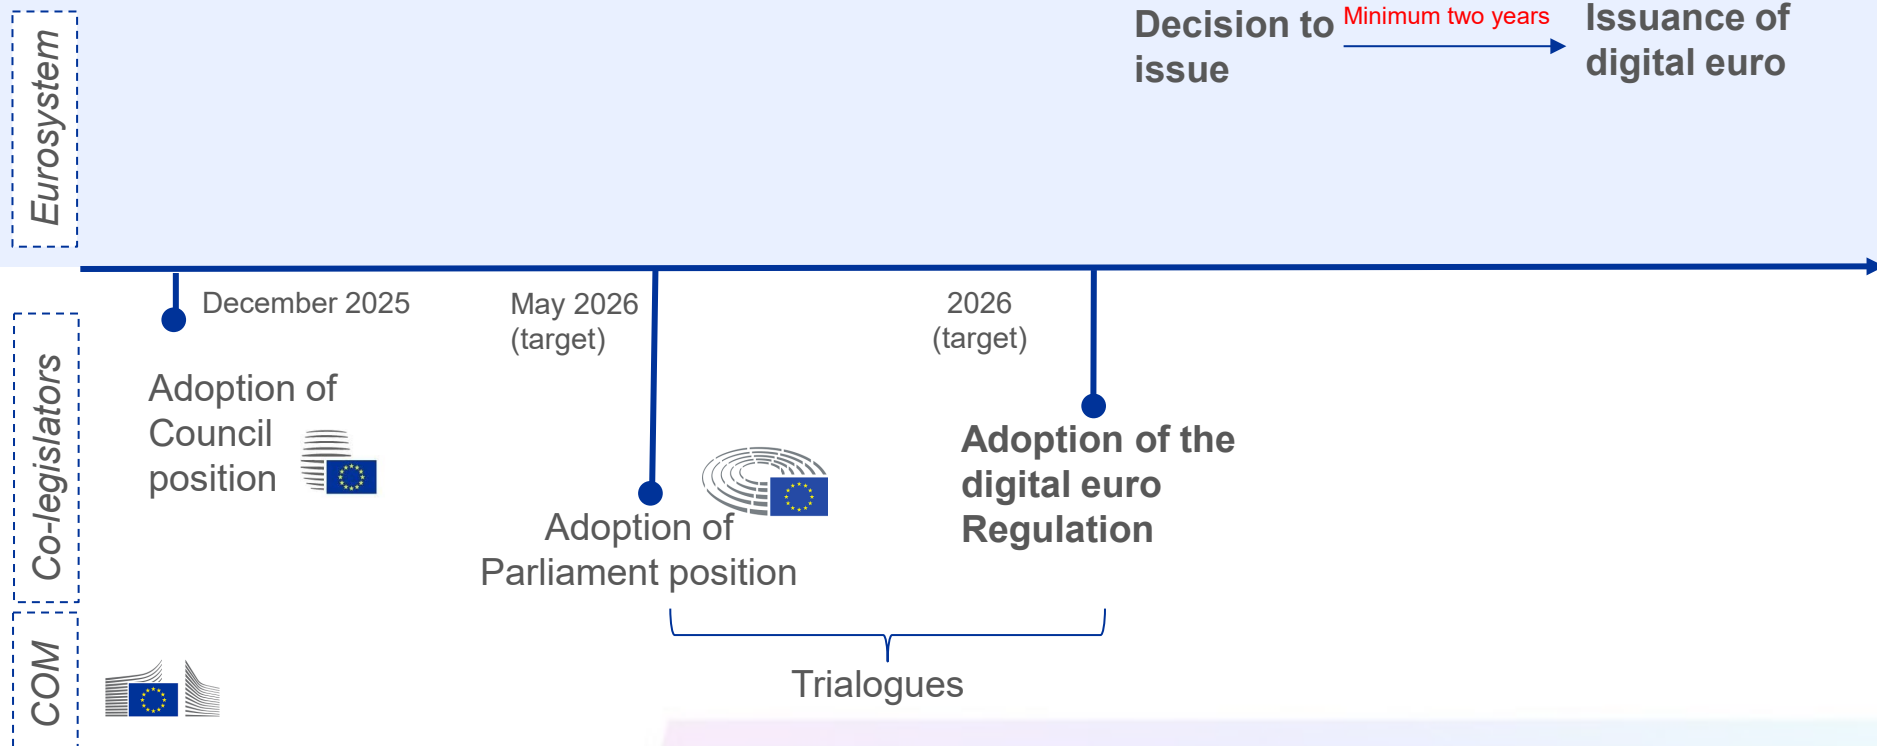 Eurosystem
Decision to
issue
Minimum two years
Issuance of
digital euro
Co-legislators
December 2025
Adoption of
Council
position
May 2026
(target)
Adoption of
Parliament position
2026
(target)
Adoption of the
digital euro
Regulation
COM
Trialogues